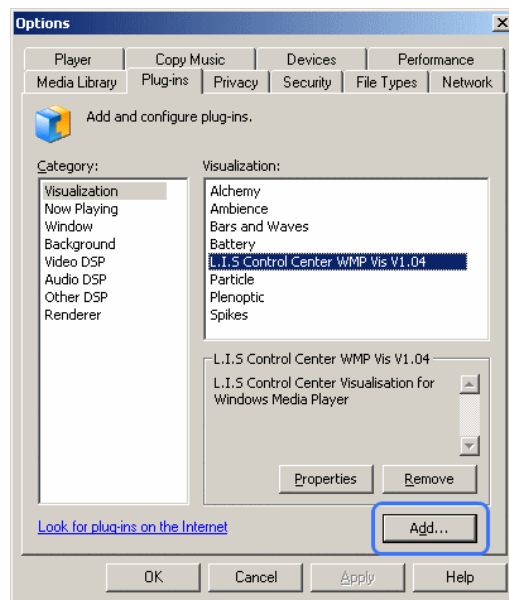 Options
Player Copy Music Devices Performance
Media Library Plug-ins Privacy Security File Types Network
Add and configure plug-ins.
Category:
Visualization
Now Playing
Window
Background
Video DSP
Audio DSP
Other DSP
Renderer
Visualization:
Alchemy
Ambience
Bars and Waves
Battery
L.I.S Control Center WMP Vis V1.04
Particle
Plenoptic
Spikes
L.I.S Control Center WMP Vis V1.04
L.I.S Control Center Visualisation for
Windows Media Player
Properties Remove
Look for plug-ins on the Internet
Add...
OK Cancel Apply Help